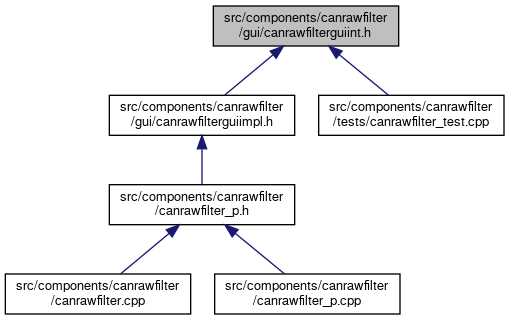 src/components/canrawfilter
/gui/canrawfilterguiint.h
src/components/canrawfilter
/gui/canrawfilterguiimpl.h
src/components/canrawfilter
/tests/canrawfilter_test.cpp
src/components/canrawfilter
/canrawfilter_p.h
src/components/canrawfilter
/canrawfilter.cpp
src/components/canrawfilter
/canrawfilter_p.cpp